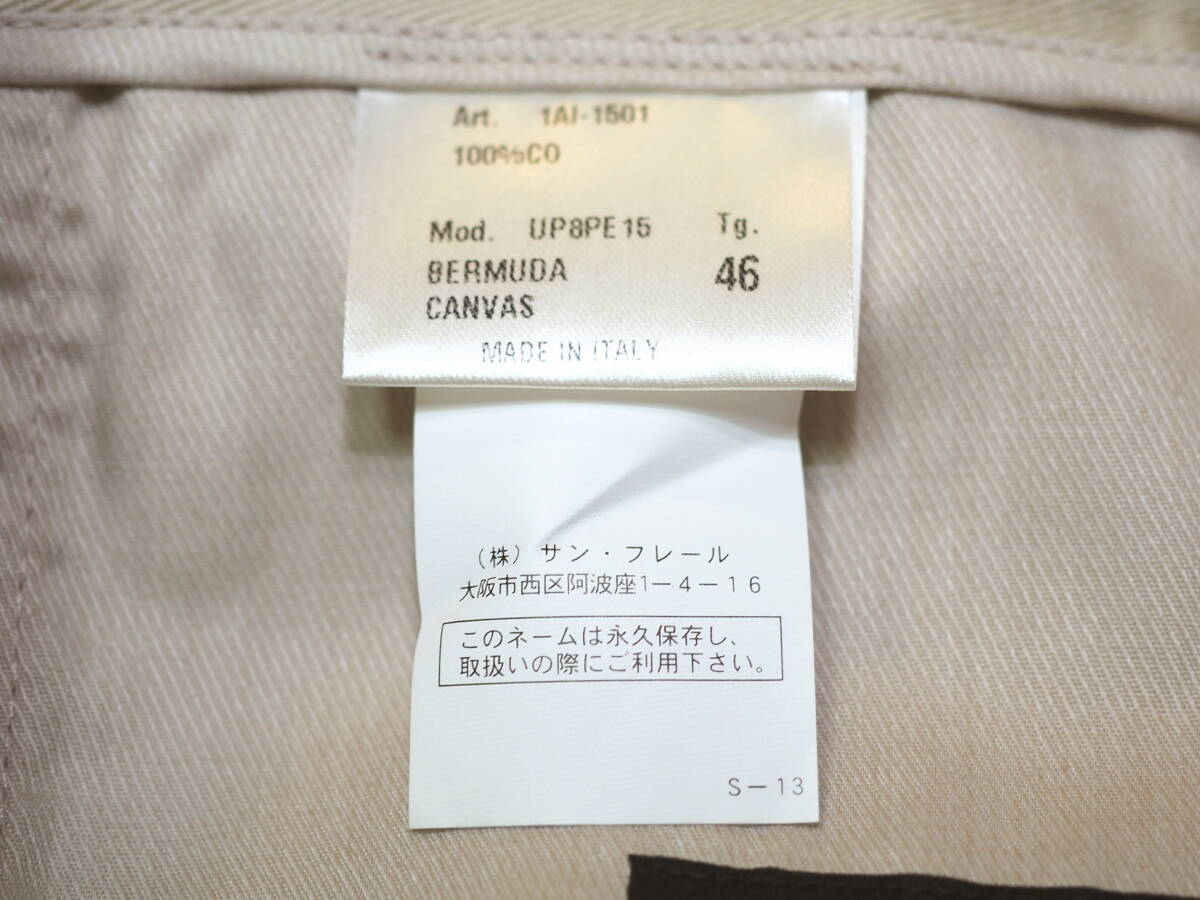 Art. 1AI-1501
100%CO
Mod. UP8PE15 Tg.
BERMUDA 46
CANVAS
MADE IN ITALY
（株）サン・フレール
大阪市西区阿波座1－4－16
このネームは永久保存し、
取扱いの際にご利用下さい。
S－13